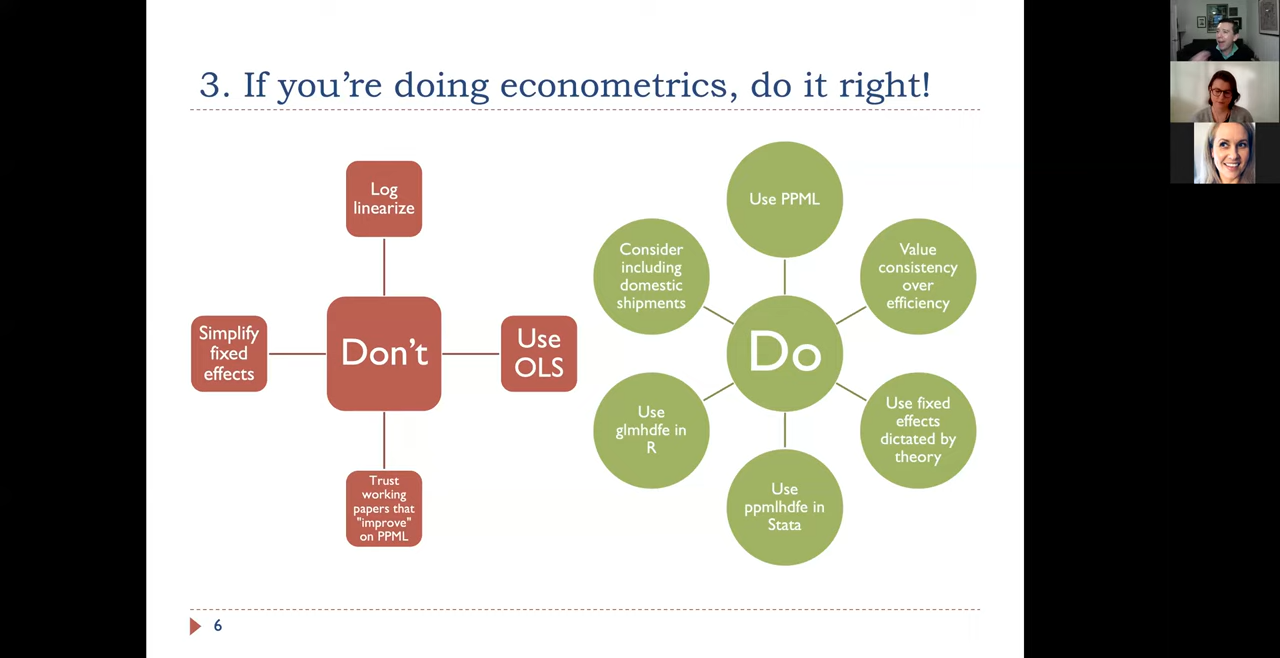 3. If you're doing econometrics, do it right!
Log
linearize
Simplify
fixed
effects
Don't
Use
OLS
Trust
working
papers that
"improve"
on PPML
Use PPML
Consider
including
domestic
shipments
Value
consistency
over
efficiency
Do
Use
glmhdfe in
R
Use fixed
effects
dictated by
theory
Use
ppmlhdfe in
Stata
6